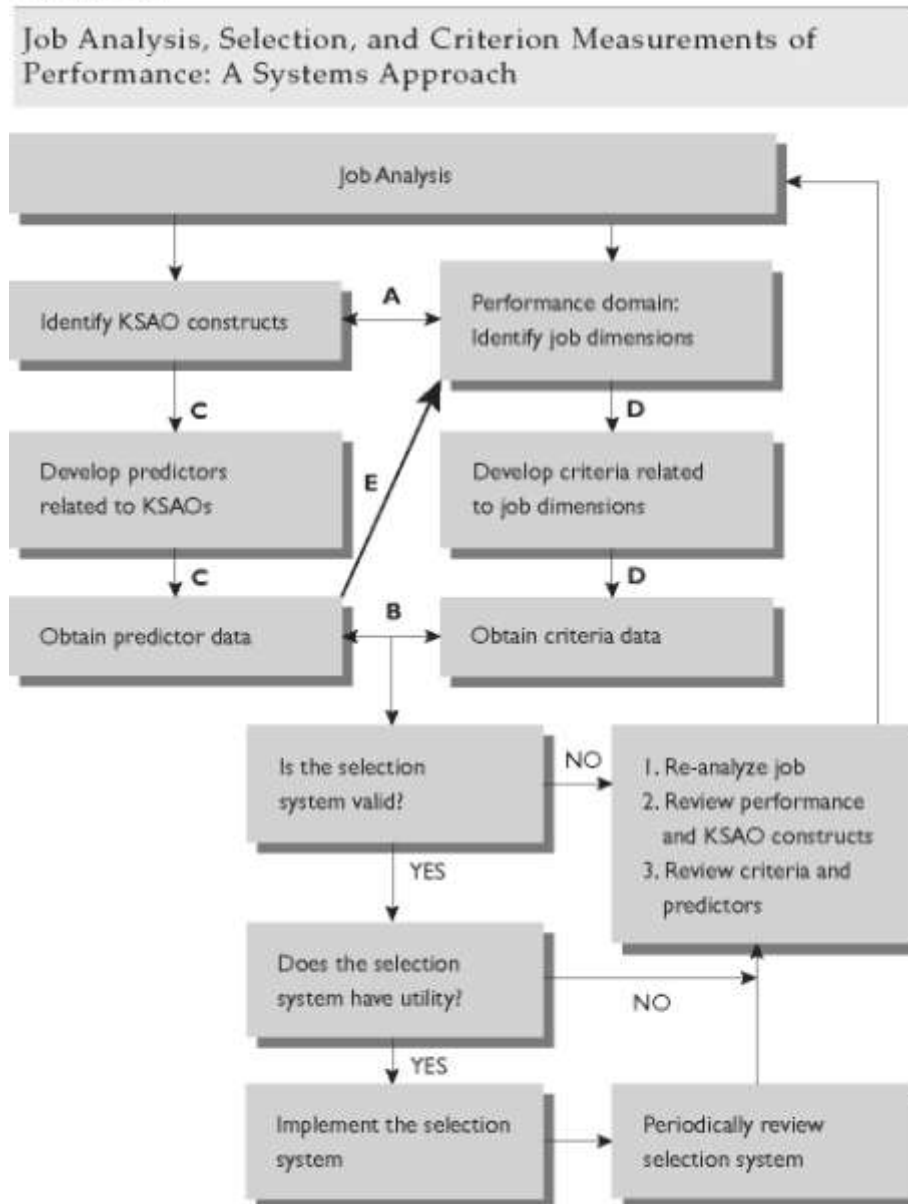 Job Analysis, Selection, and Criterion Measurements of
Performance: A Systems Approach
Job Analysis
Identify KSAO constructs
A
Performance domain:
Identify job dimensions
C
D
Develop predictors
related to KSAOs
E
Develop criteria related
to job dimensions
C
D
Obtain predictor data
B
Obtain criteria data
Is the selection
system valid?
NO
1. Re-analyze job
2. Review performance
and KSAO constructs
3. Review criteria and
predictors
YES
Does the selection
system have utility?
NO
YES
Implement the selection
system
Periodically review
selection system